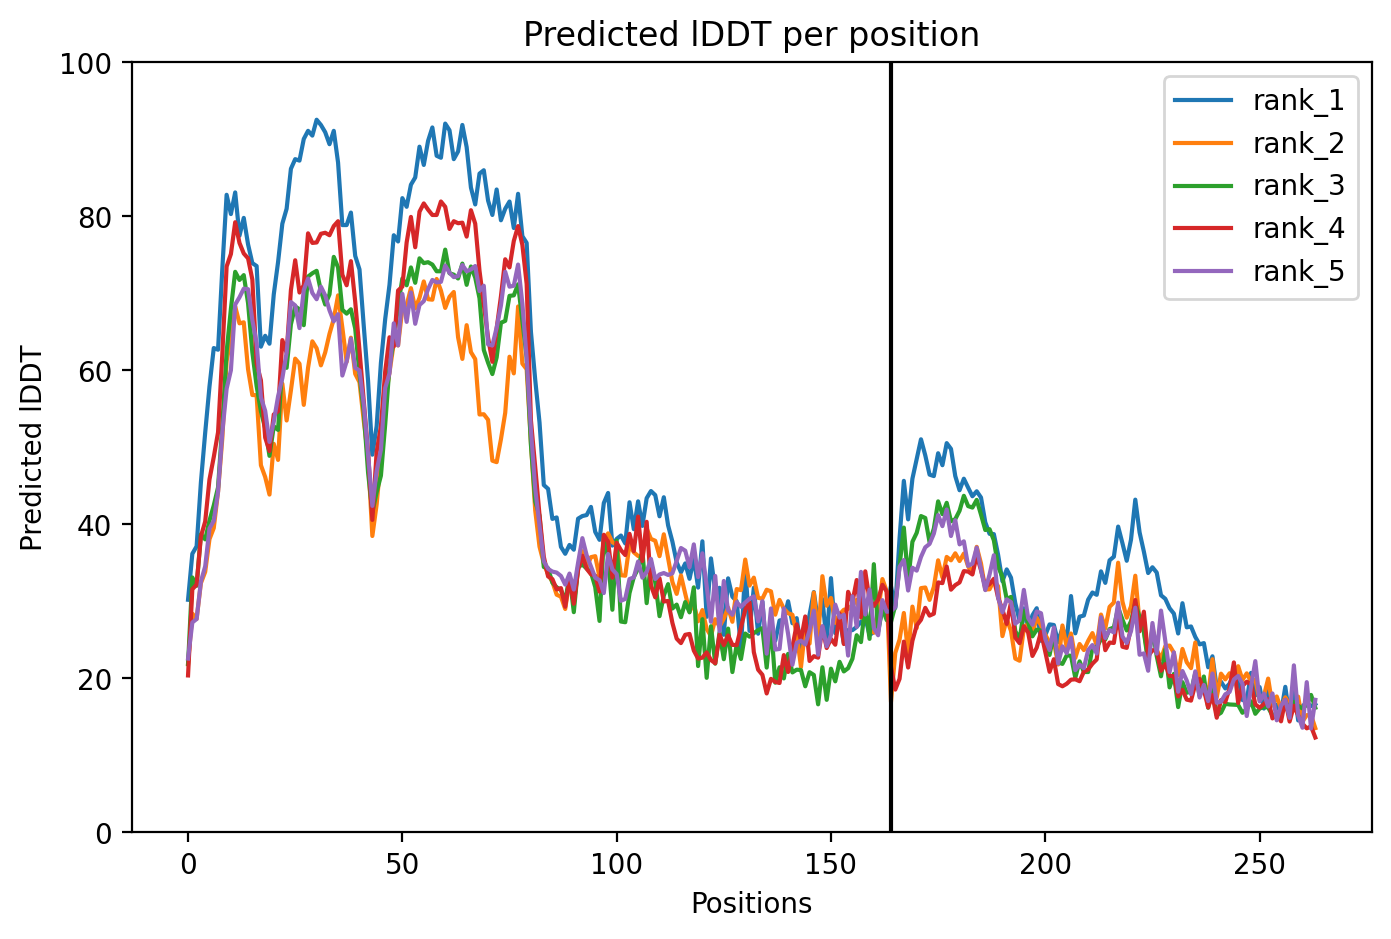 Predicted lDDT per position
100
80
60
40
20
0
Predicted lDDT
0 50 100 150 200 250
Positions
rank_1
rank_2
rank_3
rank_4
rank_5